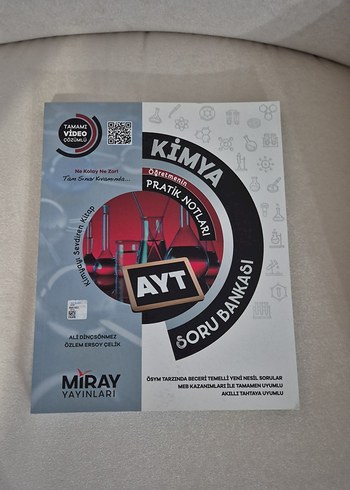 TAMAMI
VİDEO
ÇÖZÜMLÜ
Ne Kolay Ne Zor!
Tam Sınav Kıvamında...
KİMYA
Öğretmenin
PRATİK NOTLARI
Kimyayı Sevdiren Kitap
AYT
SORU BANKASI
ALİ DİNÇSÖNMEZ
ÖZLEM ERSOY ÇELİK
MİRAY
YAYINLARI
ÖSYM TARZINDA BECERİ TEMELLİ YENİ NESİL SORULAR
MEB KAZANIMLARI İLE TAMAMEN UYUMLU
AKILLI TAHTAYA UYUMLU